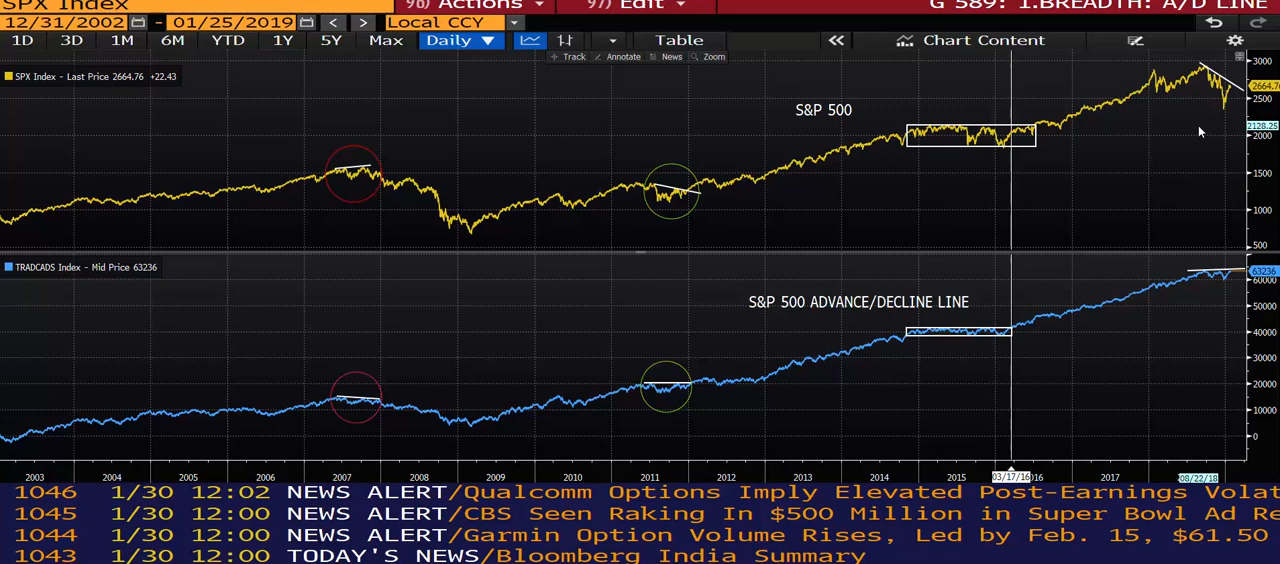 SPX Index 96) Actions 97) Edit G 589: 1.BREADTH: A/D LINE
12/31/2002 - 01/25/2019 < > Local CCY
1D 3D 1M 6M YTD 1Y 5Y Max Daily ▼ Table « Chart Content
Track Annotate News Zoom
SPX Index - Last Price 2664.76 +22.43
S&P 500
3000
2664.76
2500
2128.25
2000
1500
1000
500
TRADCADS Index - Mid Price 63236
S&P 500 ADVANCE/DECLINE LINE
63236
60000
50000
40000
30000
20000
10000
0
2003 2004 2005 2006 2007 2008 2009 2010 2011 2012 2013 2014 2015 03/17/16 016 2017 08/22/18
1046 1/30 12:02 NEWS ALERT/Qualcomm Options Imply Elevated Post-Earnings Volat
1045 1/30 12:00 NEWS ALERT/CBS Seen Raking In $500 Million in Super Bowl Ad Re
1044 1/30 12:00 NEWS ALERT/Garmin Option Volume Rises, Led by Feb. 15, $61.50
1043 1/30 12:00 TODAY'S NEWS/Bloomberg India Summary